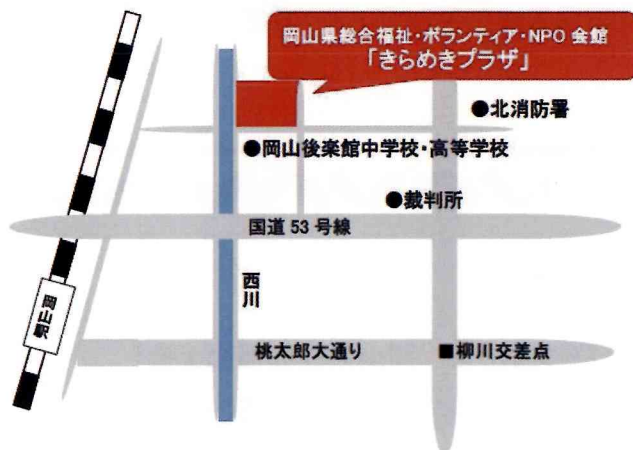 岡山県総合福祉・ボランティア・NPO 会館
「きらめきプラザ」
●北消防署
●岡山後楽館中学校・高等学校
●裁判所
国道 53 号線
西川
岡山駅
桃太郎大通り
■柳川交差点